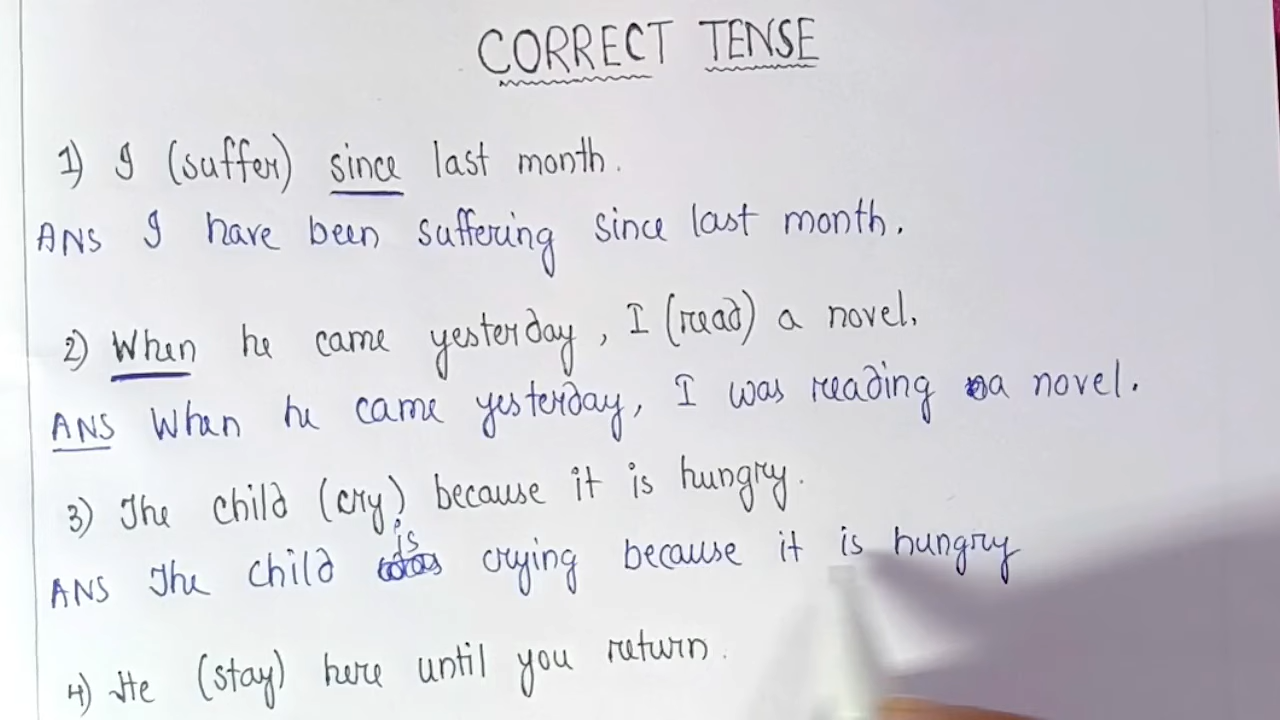 CORRECT TENSE
1) I (suffer) since last month.
ANS I have been suffering since last month.
2) When he came yesterday, I (read) a novel.
ANS When he came yesterday, I was reading a novel.
3) The child (cry) because it is hungry.
ANS The child is crying because it is hungry
4) He (stay) here until you return.